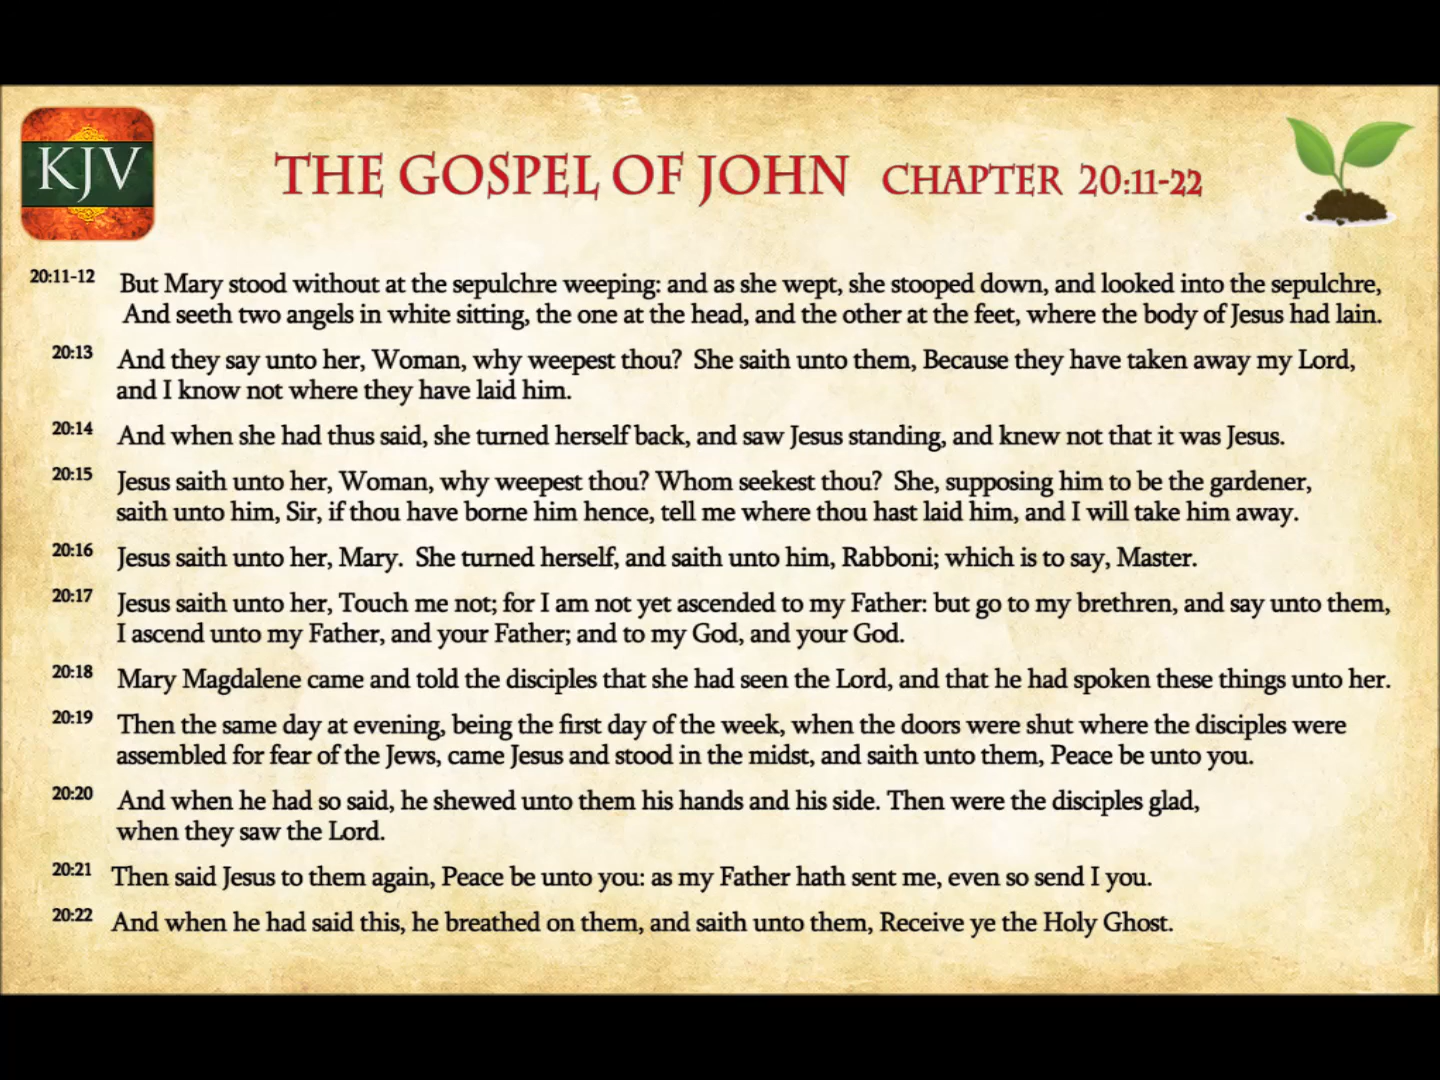 KJV
THE GOSPEL OF JOHN CHAPTER 20:11-22
20:11-12 But Mary stood without at the sepulchre weeping: and as she wept, she stooped down, and looked into the sepulchre,
And seeth two angels in white sitting, the one at the head, and the other at the feet, where the body of Jesus had lain.
20:13 And they say unto her, Woman, why weepest thou? She saith unto them, Because they have taken away my Lord,
and I know not where they have laid him.
20:14 And when she had thus said, she turned herself back, and saw Jesus standing, and knew not that it was Jesus.
20:15 Jesus saith unto her, Woman, why weepest thou? Whom seekest thou? She, supposing him to be the gardener,
saith unto him, Sir, if thou have borne him hence, tell me where thou hast laid him, and I will take him away.
20:16 Jesus saith unto her, Mary. She turned herself, and saith unto him, Rabboni; which is to say, Master.
20:17 Jesus saith unto her, Touch me not; for I am not yet ascended to my Father: but go to my brethren, and say unto them,
I ascend unto my Father, and your Father; and to my God, and your God.
20:18 Mary Magdalene came and told the disciples that she had seen the Lord, and that he had spoken these things unto her.
20:19 Then the same day at evening, being the first day of the week, when the doors were shut where the disciples were
assembled for fear of the Jews, came Jesus and stood in the midst, and saith unto them, Peace be unto you.
20:20 And when he had so said, he shewed unto them his hands and his side. Then were the disciples glad,
when they saw the Lord.
20:21 Then said Jesus to them again, Peace be unto you: as my Father hath sent me, even so send I you.
20:22 And when he had said this, he breathed on them, and saith unto them, Receive ye the Holy Ghost.